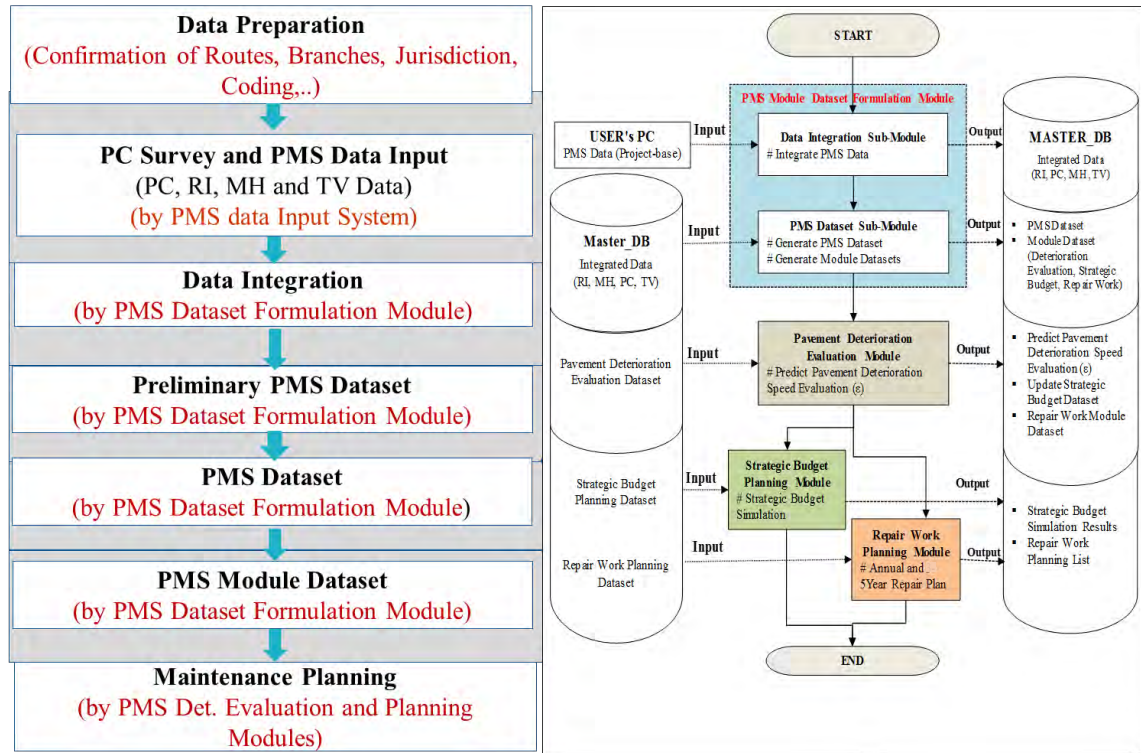 Data Preparation
(Confirmation of Routes, Branches, Jurisdiction,
Coding,..)
PC Survey and PMS Data Input
(PC, RI, MH and TV Data)
(by PMS data Input System)
Data Integration
(by PMS Dataset Formulation Module)
Preliminary PMS Dataset
(by PMS Dataset Formulation Module)
PMS Dataset
(by PMS Dataset Formulation Module)
PMS Module Dataset
(by PMS Dataset Formulation Module)
Maintenance Planning
(by PMS Det. Evaluation and Planning
Modules)
START
PMS Module Dataset Formulation Module
USER's PC
PMS Data (Project-base)
Input
Data Integration Sub-Module
# Integrate PMS Data
Output
MASTER_DB
Integrated Data
(RI, PC, MH, TV)
Master_DB
Integrated Data
(RI, MH, PC, TV)
Input
PMS Dataset Sub-Module
# Generate PMS Dataset
# Generate Module Datasets
Output
▪ PMS Dataset
▪ Module Dataset
(Deterioration
Evaluation, Strategic
Budget, Repair Work)
Pavement Deterioration
Evaluation Dataset
Input
Pavement Deterioration
Evaluation Module
# Predict Pavement Deterioration
Speed Evaluation (ε)
Output
▪ Predict Pavement
Deterioration Speed
Evaluation (ε)
▪ Update Strategic
Budget Dataset
▪ Repair Work Module
Dataset
Strategic Budget
Planning Dataset
Input
Strategic Budget
Planning Module
# Strategic Budget
Simulation
Output
▪ Strategic Budget
Simulation Results
▪ Repair Work
Planning List
Repair Work Planning
Dataset
Input
Repair Work
Planning Module
# Annual and
5Year Repair Plan
Output
END